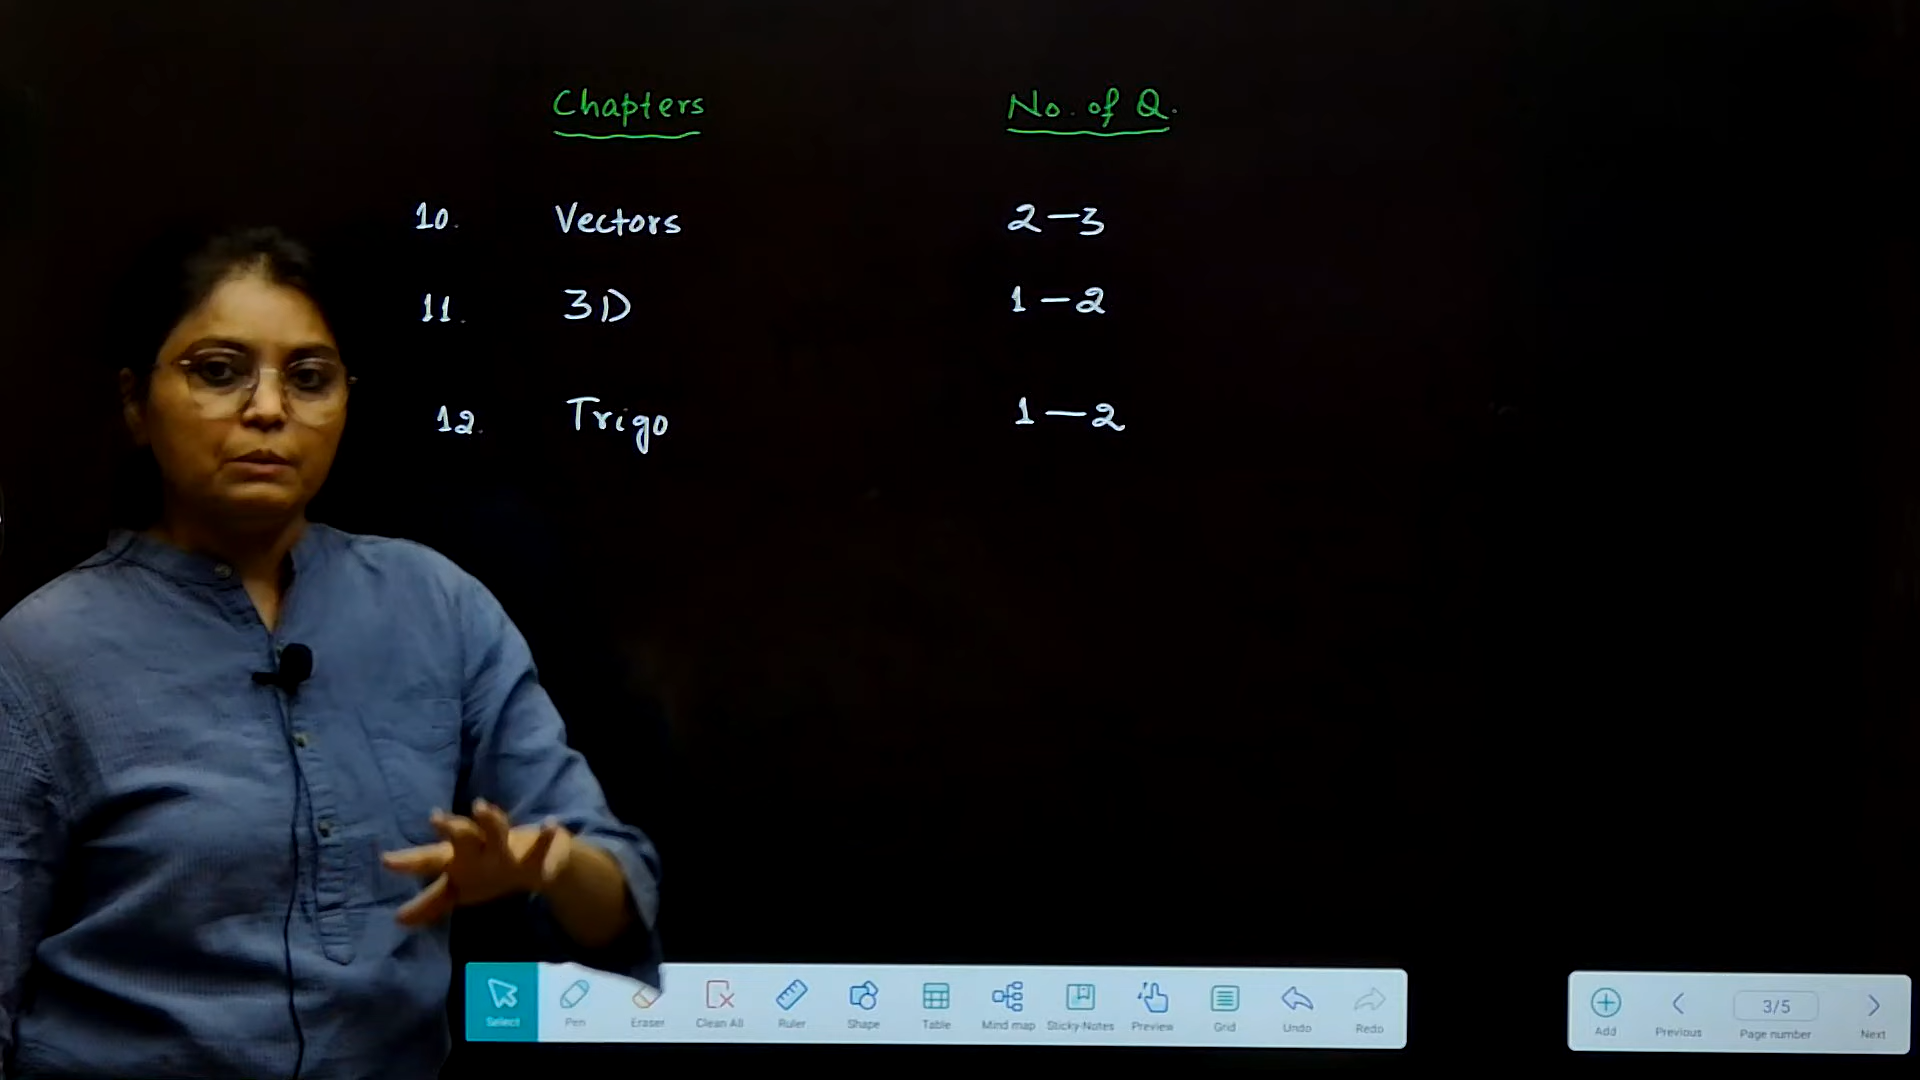 Chapters No. of Q.
10. Vectors 2-3
11. 3D 1-2
12. Trigo 1-2
Select Pen Eraser Clean All Ruler Shape Table Mind map Sticky-Notes Preview Grid Undo Redo
Add Previous 3/5 Page number Next